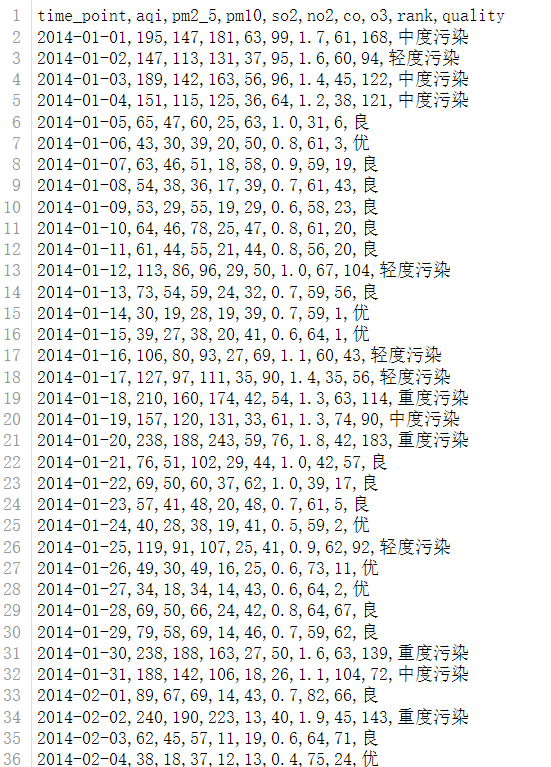 1 time_point,aqi,pm2_5,pm10,so2,no2,co,o3,rank,quality
2 2014-01-01,195,147,181,63,99,1.7,61,168,中度污染
3 2014-01-02,147,113,131,37,95,1.6,60,94,轻度污染
4 2014-01-03,189,142,163,56,96,1.4,45,122,中度污染
5 2014-01-04,151,115,125,36,64,1.2,38,121,中度污染
6 2014-01-05,65,47,60,25,63,1.0,31,6,良
7 2014-01-06,43,30,39,20,50,0.8,61,3,优
8 2014-01-07,63,46,51,18,58,0.9,59,19,良
9 2014-01-08,54,38,36,17,39,0.7,61,43,良
10 2014-01-09,53,29,55,19,29,0.6,58,23,良
11 2014-01-10,64,46,78,25,47,0.8,61,20,良
12 2014-01-11,61,44,55,21,44,0.8,56,20,良
13 2014-01-12,113,86,96,29,50,1.0,67,104,轻度污染
14 2014-01-13,73,54,59,24,32,0.7,59,56,良
15 2014-01-14,30,19,28,19,39,0.7,59,1,优
16 2014-01-15,39,27,38,20,41,0.6,64,1,优
17 2014-01-16,106,80,93,27,69,1.1,60,43,轻度污染
18 2014-01-17,127,97,111,35,90,1.4,35,56,轻度污染
19 2014-01-18,210,160,174,42,54,1.3,63,114,重度污染
20 2014-01-19,157,120,131,33,61,1.3,74,90,中度污染
21 2014-01-20,238,188,243,59,76,1.8,42,183,重度污染
22 2014-01-21,76,51,102,29,44,1.0,42,57,良
23 2014-01-22,69,50,60,37,62,1.0,39,17,良
24 2014-01-23,57,41,48,20,48,0.7,61,5,良
25 2014-01-24,40,28,38,19,41,0.5,59,2,优
26 2014-01-25,119,91,107,25,41,0.9,62,92,轻度污染
27 2014-01-26,49,30,49,16,25,0.6,73,11,优
28 2014-01-27,34,18,34,14,43,0.6,64,2,优
29 2014-01-28,69,50,66,24,42,0.8,64,67,良
30 2014-01-29,79,58,69,14,46,0.7,59,62,良
31 2014-01-30,238,188,163,27,50,1.6,63,139,重度污染
32 2014-01-31,188,142,106,18,26,1.1,104,72,中度污染
33 2014-02-01,89,67,69,14,43,0.7,82,66,良
34 2014-02-02,240,190,223,13,40,1.9,45,143,重度污染
35 2014-02-03,62,45,57,11,19,0.6,64,71,良
36 2014-02-04,38,18,37,12,13,0.4,75,24,优